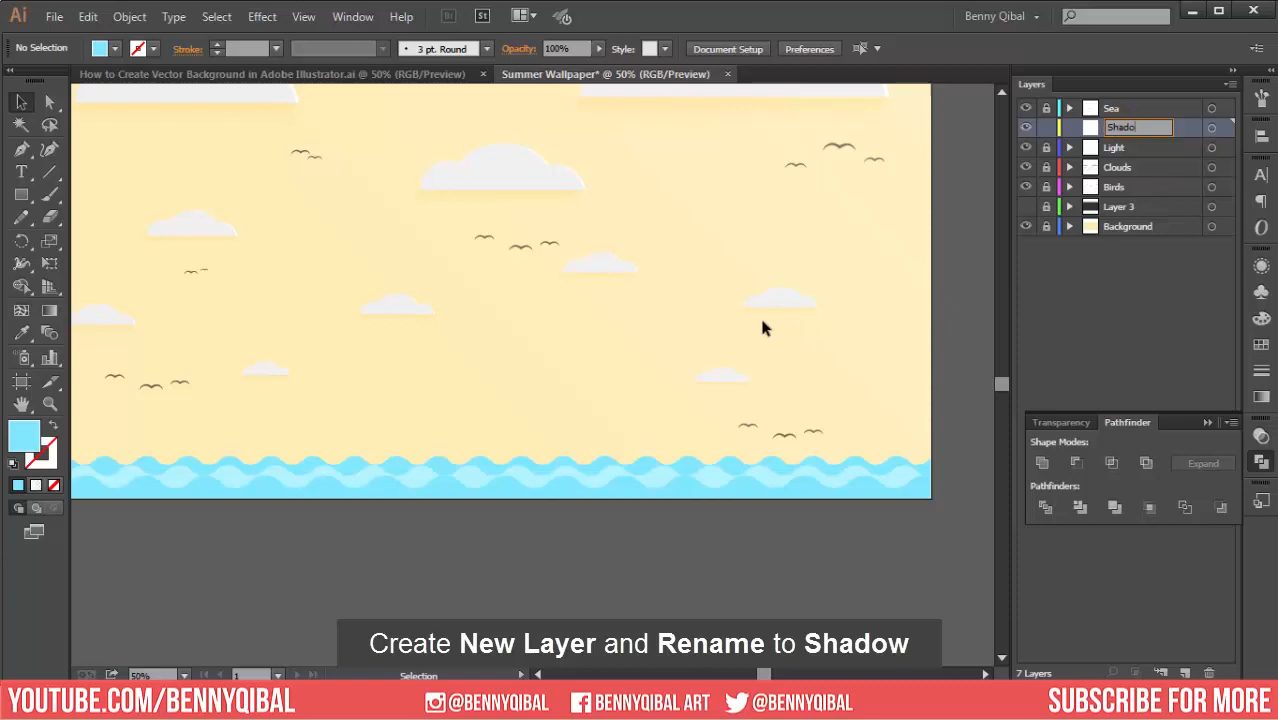 Ai File Edit Object Type Select Effect View Window Help Br St Benny Qibal
No Selection Stroke: 3 pt. Round Opacity: 100% Style: Document Setup Preferences
How to Create Vector Background in Adobe Illustrator.ai @ 50% (RGB/Preview) × Summer Wallpaper* @ 50% (RGB/Preview) ×
Layers
Sea
Shado
Light
Clouds
Birds
Layer 3
Background
Transparency Pathfinder
Shape Modes:
Expand
Pathfinders:
Create New Layer and Rename to Shadow
50% 1 Selection 7 Layers
YOUTUBE.COM/BENNYQIBAL @BENNYQIBAL BENNYQIBAL ART @BENNYQIBAL SUBSCRIBE FOR MORE